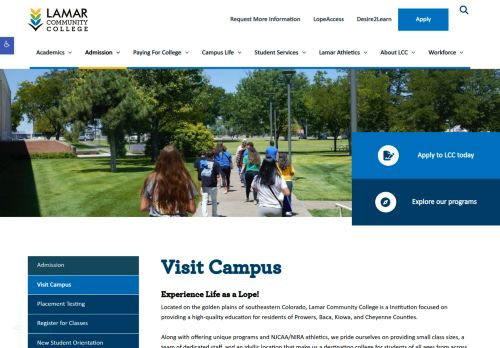 LAMAR
COMMUNITY
COLLEGE
Request More Information LopeAccess Desire2Learn Apply
Academics Admission Paying For College Campus Life Student Services Lamar Athletics About LCC Workforce
Apply to LCC today
Explore our programs
Admission
Visit Campus
Placement Testing
Register for Classes
New Student Orientation
Visit Campus
Experience Life as a Lope!
Located on the golden plains of southeastern Colorado, Lamar Community College is a Institution focused on
providing a high-quality education for residents of Prowers, Baca, Kiowa, and Cheyenne Counties.
Along with offering unique programs and NJCAA/NIRA athletics, we pride ourselves on providing small class sizes, a
team of dedicated staff, and an idyllic location that make us a destination college for students of all ages from across